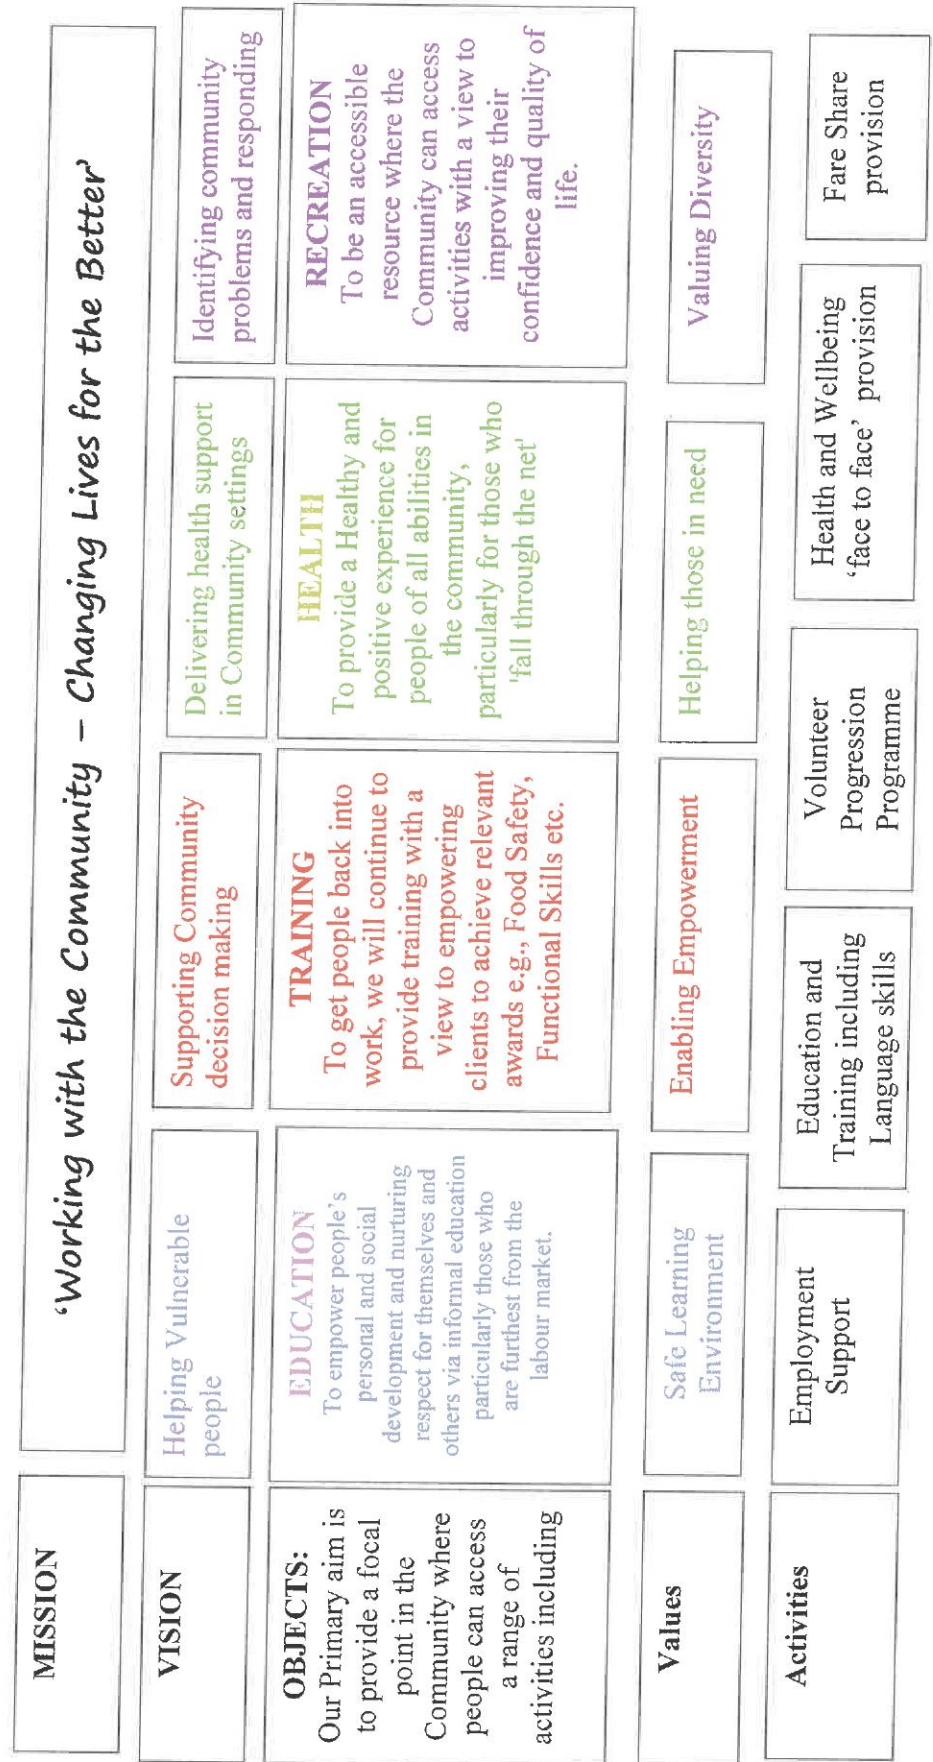 MISSION
'Working with the Community – Changing Lives for the Better'
VISION
Helping Vulnerable
people
Supporting Community
decision making
Delivering health support
in Community settings
Identifying community
problems and responding
OBJECTS:
Our Primary aim is
to provide a focal
point in the
Community where
people can access
a range of
activities including
EDUCATION
To empower people's
personal and social
development and nurturing
respect for themselves and
others via informal education
particularly those who
are furthest from the
labour market.
TRAINING
To get people back into
work, we will continue to
provide training with a
view to empowering
clients to achieve relevant
awards e.g., Food Safety,
Functional Skills etc.
HEALTH
To provide a Healthy and
positive experience for
people of all abilities in
the community,
particularly for those who
'fall through the net'
RECREATION
To be an accessible
resource where the
Community can access
activities with a view to
improving their
confidence and quality of
life.
Values
Safe Learning
Environment
Enabling Empowerment
Helping those in need
Valuing Diversity
Activities
Employment
Support
Education and
Training including
Language skills
Volunteer
Progression
Programme
Health and Wellbeing
'face to face' provision
Fare Share
provision